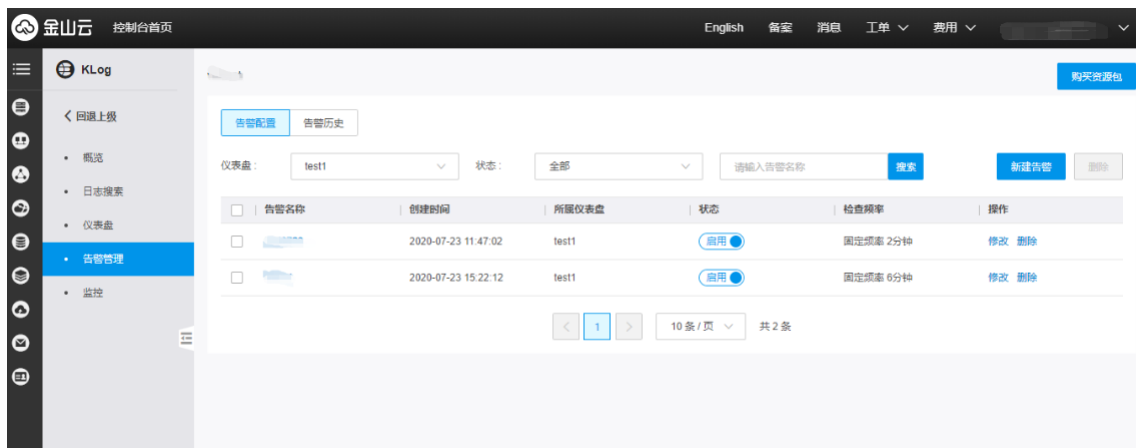 金山云 控制台首页 English 备案 消息 工单 费用
KLog
购买资源包
回退上级
告警配置 告警历史
概览
仪表盘: test1 状态: 全部 请输入告警名称 搜索 新建告警 删除
日志搜索
告警名称 创建时间 所属仪表盘 状态 检查频率 操作
仪表盘
2020-07-23 11:47:02 test1 启用 固定频率 2分钟 修改 删除
告警管理
2020-07-23 15:22:12 test1 启用 固定频率 6分钟 修改 删除
监控
1 10 条 / 页 共 2 条